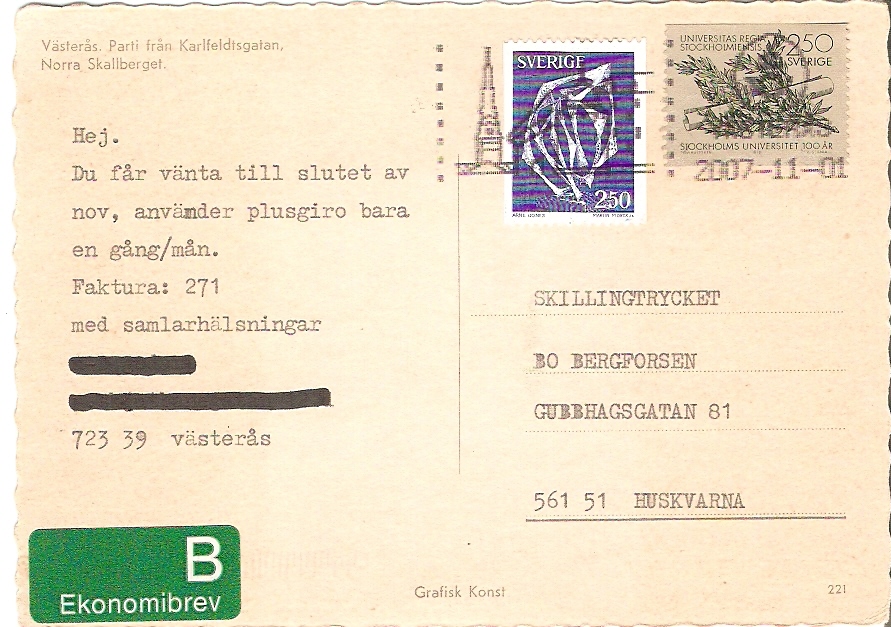 Västerås. Parti från Karlfeldtsgatan,
Norra Skallberget.
Hej.
Du får vänta till slutet av
nov, använder plusgiro bara
en gång/mån.
Faktura: 271
med samlarhälsningar
723 39 västerås
B
Ekonomibrev
SVERIGE
250
UNIVERSITAS REGIA
STOCKHOLMIENSIS
250
SVERIGE
STOCKHOLMS UNIVERSITET 100 ÅR
2007-11-01
SKILLINGTRYCKET
BO BERGFORSEN
GUBBHAGSGATAN 81
561 51 HUSKVARNA
Grafisk Konst
221